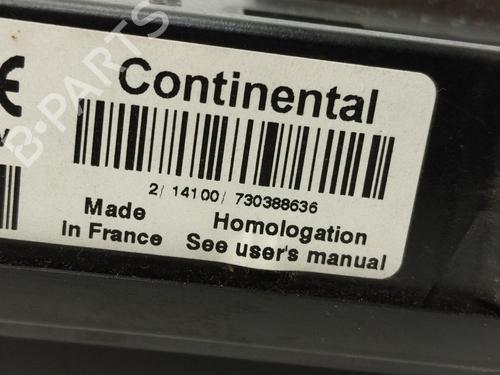 Continental
2/ 14100/ 730388636
Made
in France
Homologation
See user's manual
B-PARTS